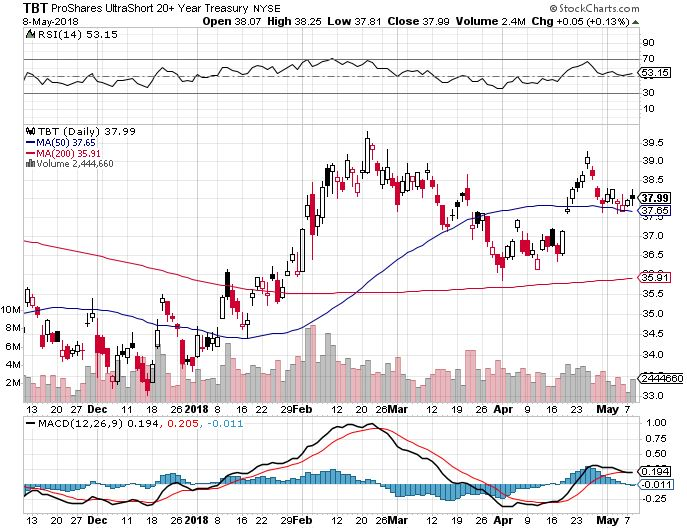 TBT ProShares UltraShort 20+ Year Treasury NYSE © StockCharts.com
8-May-2018 Open 38.07 High 38.25 Low 37.81 Close 37.99 Volume 2.4M Chg +0.05 (+0.13%)
RSI(14) 53.15
90
70
53.15
30
10
TBT (Daily) 37.99
MA(50) 37.65
MA(200) 35.91
Volume 2,444,660
39.5
39.0
38.5
37.99
37.65
37.0
36.5
35.91
35.5
35.0
34.5
34.0
33.5
33.0
10M
8M
6M
4M
2M
2444660
13 20 27 Dec 11 18 26 2018 8 16 22 29 Feb 12 20 26 Mar 12 19 26 Apr 9 16 23 May 7
MACD(12,26,9) 0.194, 0.205, -0.011
1.00
0.75
0.50
0.194
-0.011
-0.25
13 20 27 Dec 11 18 26 2018 8 16 22 29 Feb 12 20 26 Mar 12 19 26 Apr 9 16 23 May 7